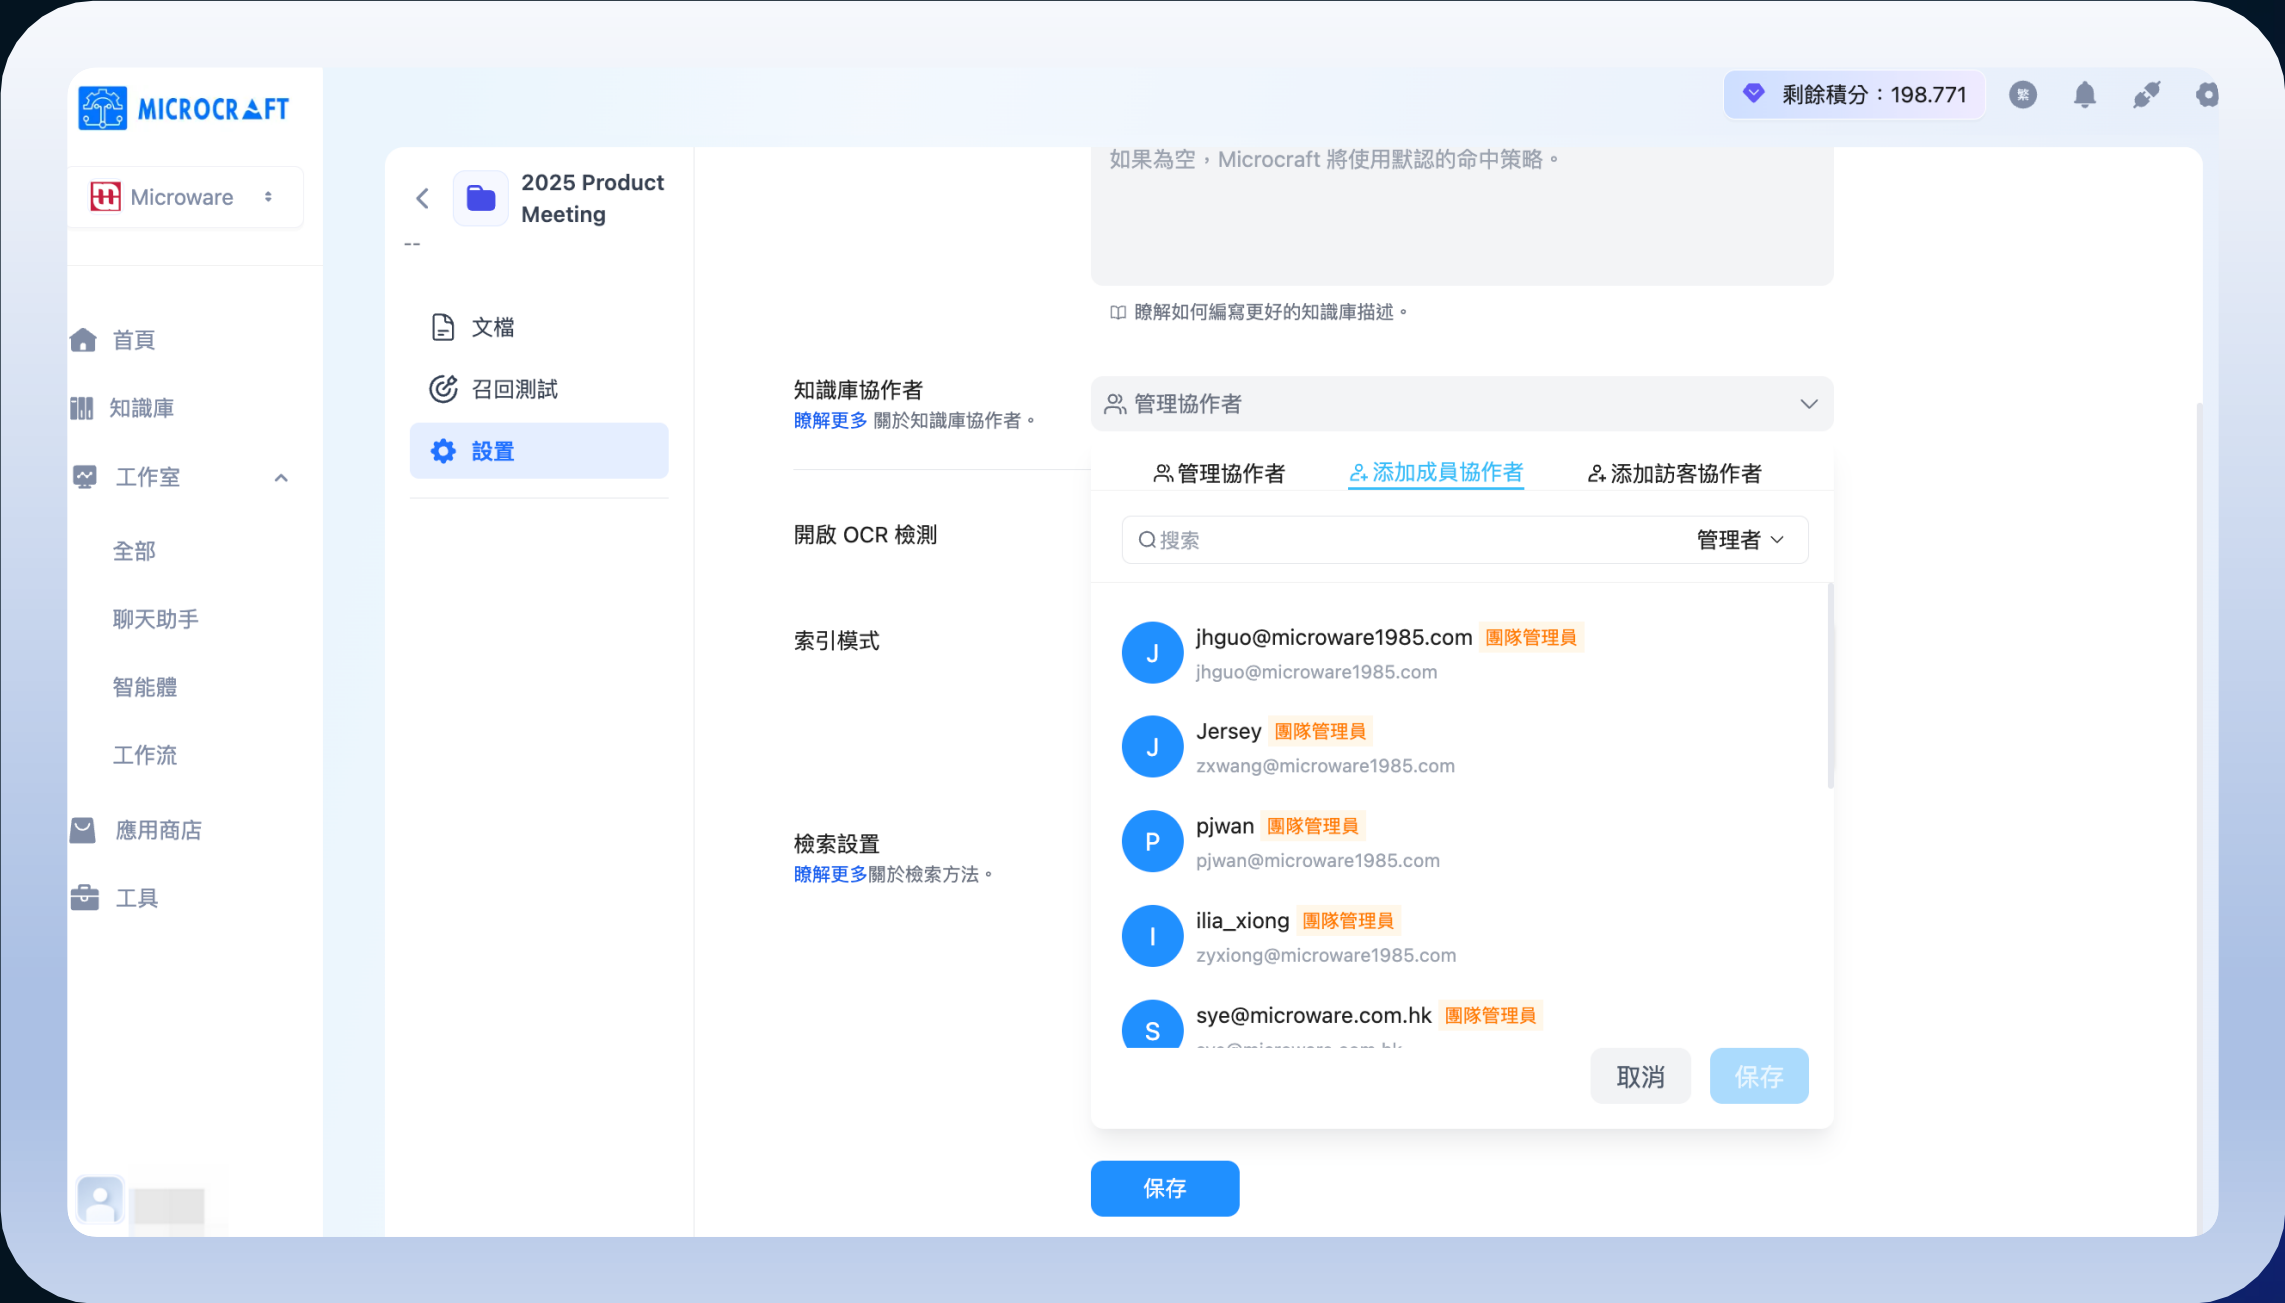 MICROCRAFT
剩餘積分：198.771
繁
Microware
首頁
知識庫
工作室
全部
聊天助手
智能體
工作流
應用商店
工具
2025 Product
Meeting
--
文檔
召回測試
設置
如果為空，Microcraft 將使用默認的命中策略。
瞭解如何編寫更好的知識庫描述。
知識庫協作者
瞭解更多 關於知識庫協作者。
管理協作者
管理協作者
添加成員協作者
添加訪客協作者
開啟 OCR 檢測
搜索
管理者
索引模式
J
jhguo@microware1985.com 團隊管理員
jhguo@microware1985.com
J
Jersey 團隊管理員
zxwang@microware1985.com
檢索設置
瞭解更多關於檢索方法。
P
pjwan 團隊管理員
pjwan@microware1985.com
I
ilia_xiong 團隊管理員
zyxiong@microware1985.com
S
sye@microware.com.hk 團隊管理員
取消
保存
保存